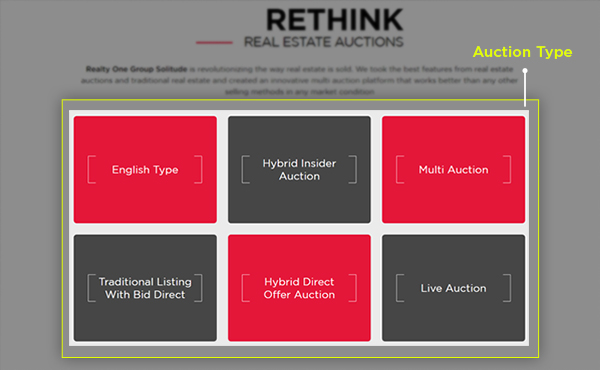 RETHINK
REAL ESTATE AUCTIONS
Auction Type
Realty One Group Solitude is revolutionizing the way real estate is sold. We took the best features from real estate
auctions and traditional real estate and created an innovative multi auction platform that works better than any other
selling methods in any market condition
English Type
Hybrid Insider
Auction
Multi Auction
Traditional Listing
With Bid Direct
Hybrid Direct
Offer Auction
Live Auction